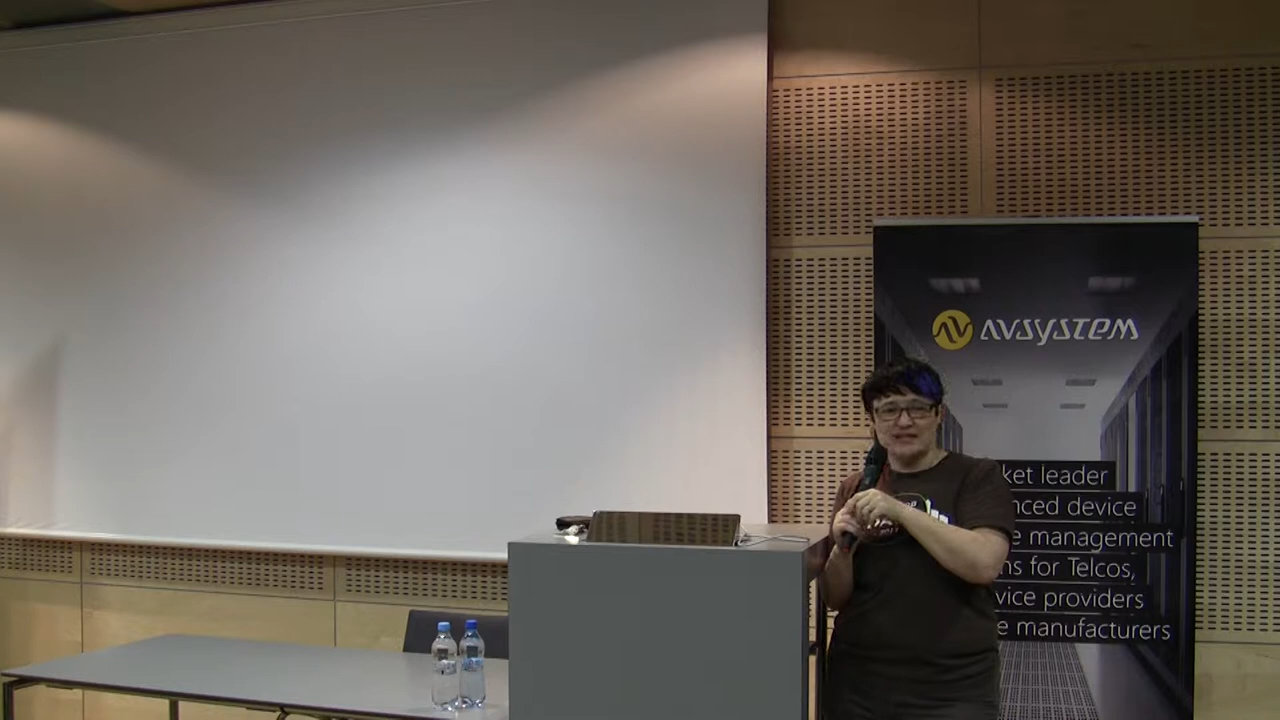 AVSYSTEM
ket leader
nced device
e management
ns for Telcos,
vice providers
e manufacturers